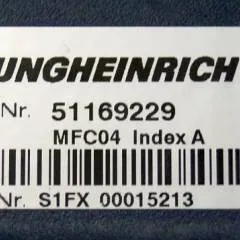 UNGHEINRICH
Nr. 51169229
MFC04 Index A
Nr. S1FX 00015213